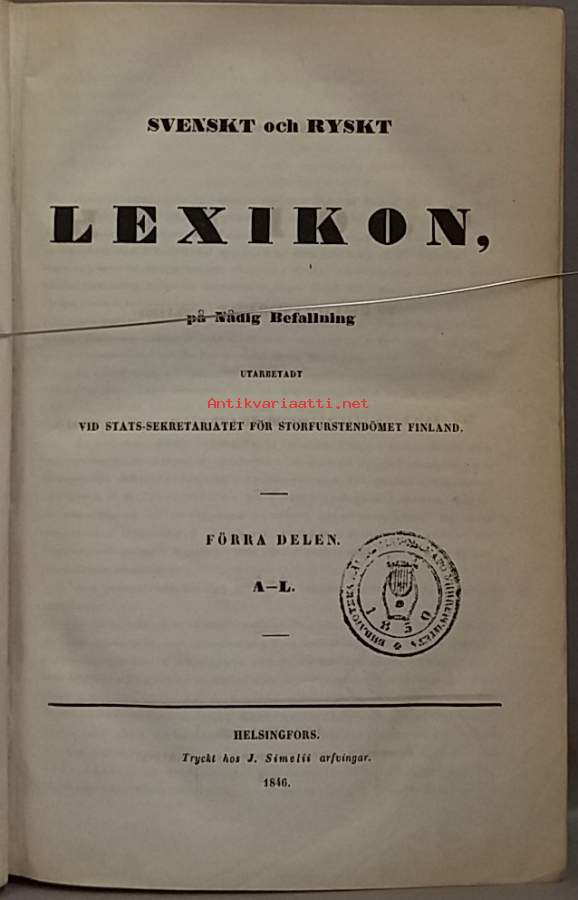 SVENSKT och RYSKT
LEXIKON,
på Nådig Befallning
UTARBETADT
Antikvariaatti.net
VID STATS-SEKRETARIATET FÖR STORFURSTENDÖMET FINLAND.
FÖRRA DELEN.
A–L.
1850
HELSINGFORS.
Tryckt hos J. Simelii arfvingar.
1846.